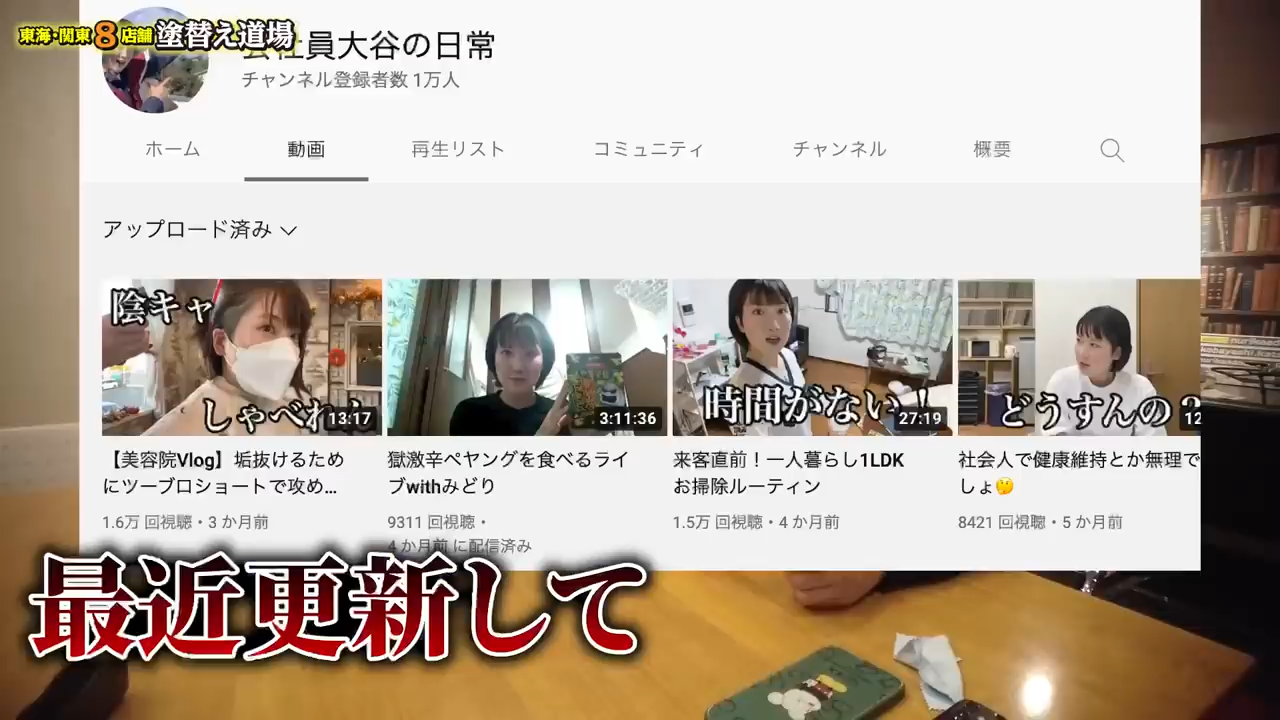 東海・関東8店舗塗替え道場
会社員大谷の日常
チャンネル登録者数 1万人
ホーム
動画
再生リスト
コミュニティ
チャンネル
概要
アップロード済み
陰キャ
13:17
【美容院Vlog】垢抜けるため
にツーブロショートで攻め...
1.6万 回視聴・3 か月前
3:11:36
獄激辛ペヤングを食べるライ
ブwithみどり
9311 回視聴・
4 か月前 に配信済み
時間がない!
27:19
来客直前！一人暮らし1LDK
お掃除ルーティン
1.5万 回視聴・4 か月前
どうすんの?
12
社会人で健康維持とか無理で
しょ🤔
8421 回視聴・5 か月前
最近更新して